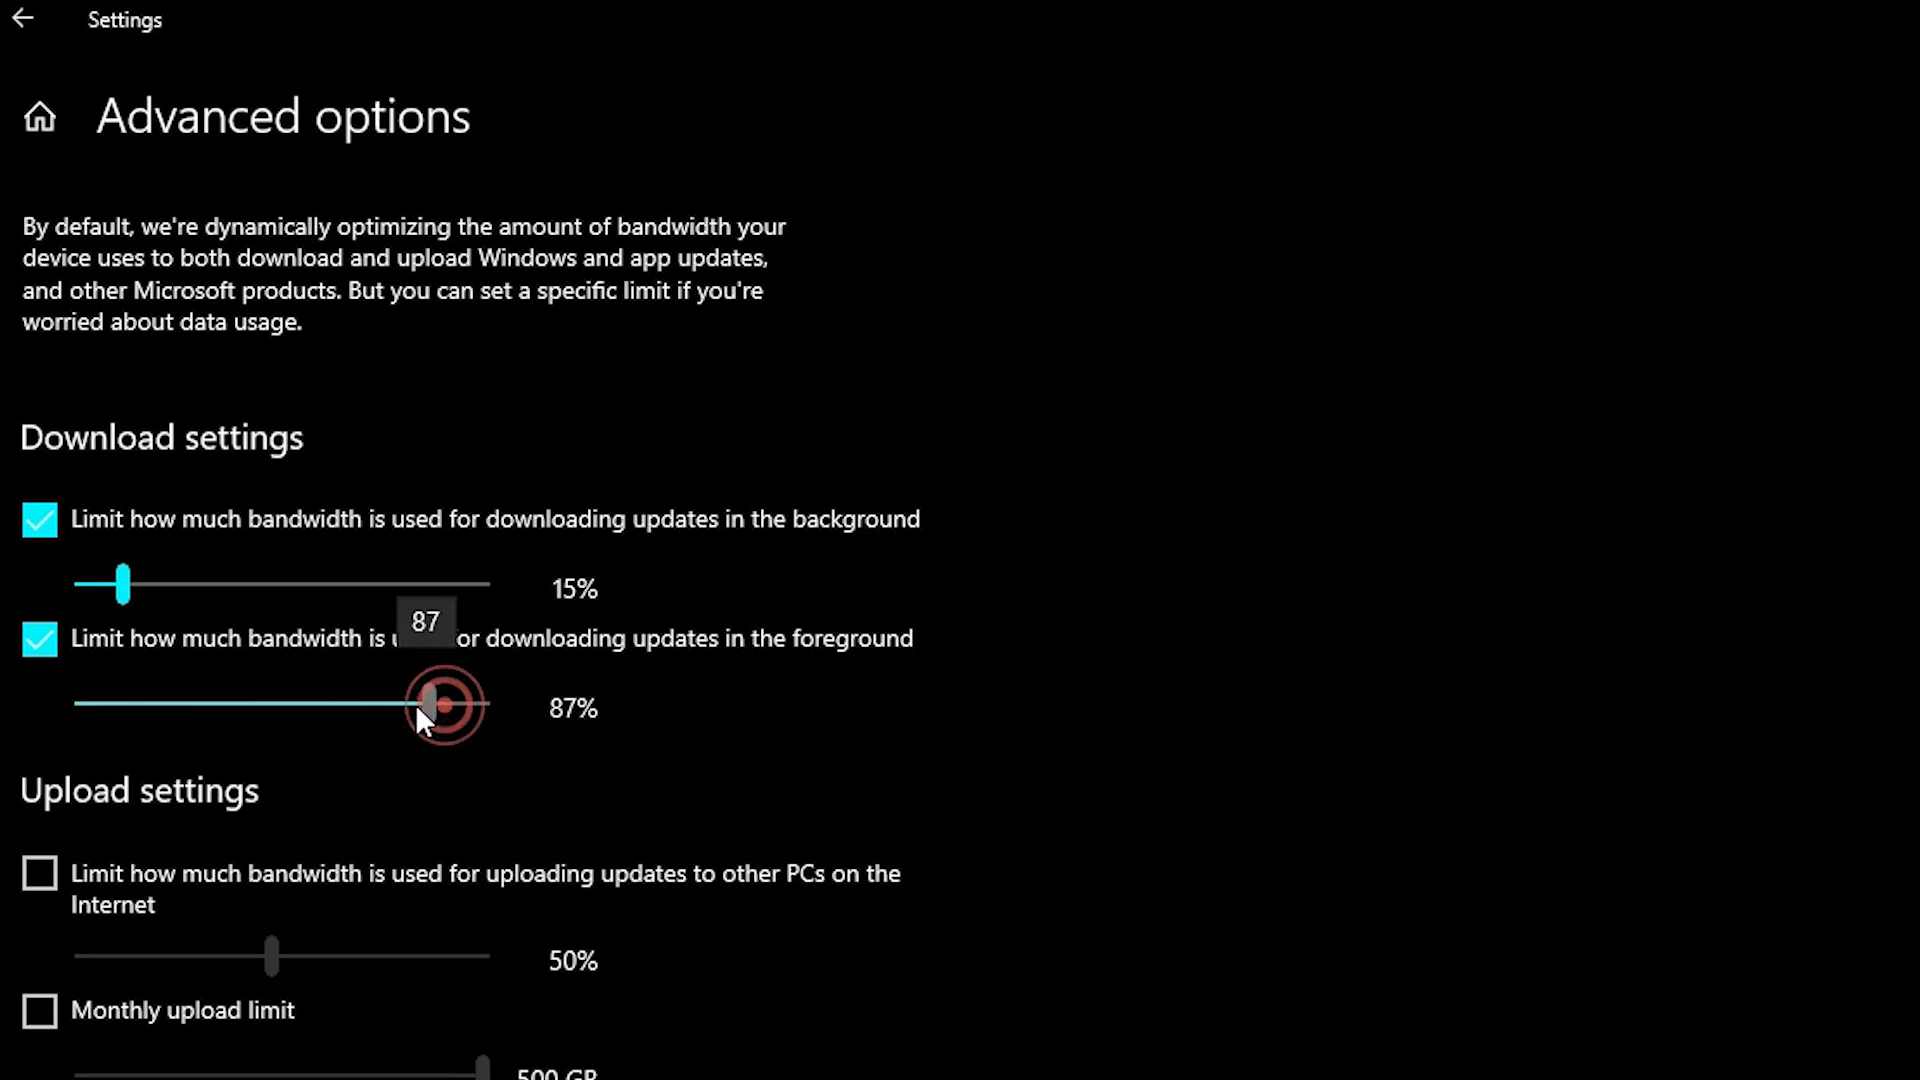 Settings
Advanced options
By default, we're dynamically optimizing the amount of bandwidth your
device uses to both download and upload Windows and app updates,
and other Microsoft products. But you can set a specific limit if you're
worried about data usage.
Download settings
Limit how much bandwidth is used for downloading updates in the background
15%
87
Limit how much bandwidth is downloading updates in the foreground
87%
Upload settings
Limit how much bandwidth is used for uploading updates to other PCs on the
Internet
50%
Monthly upload limit
500 GB